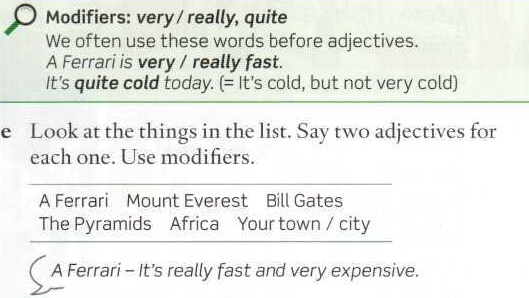 Modifiers: very / really, quite
We often use these words before adjectives.
A Ferrari is very / really fast.
It's quite cold today. (= It's cold, but not very cold)
e Look at the things in the list. Say two adjectives for
each one. Use modifiers.
A Ferrari Mount Everest Bill Gates
The Pyramids Africa Your town / city
A Ferrari – It's really fast and very expensive.